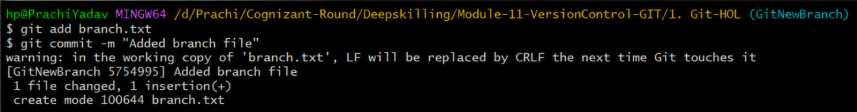 hp@PrachiYadav MINGW64 /d/Prachi/Cognizant-Round/Deepskilling/Module-11-VersionControl-GIT/1. Git-HOL (GitNewBranch)
$ git add branch.txt
$ git commit -m "Added branch file"
warning: in the working copy of 'branch.txt', LF will be replaced by CRLF the next time Git touches it
[GitNewBranch 5754995] Added branch file
 1 file changed, 1 insertion(+)
 create mode 100644 branch.txt